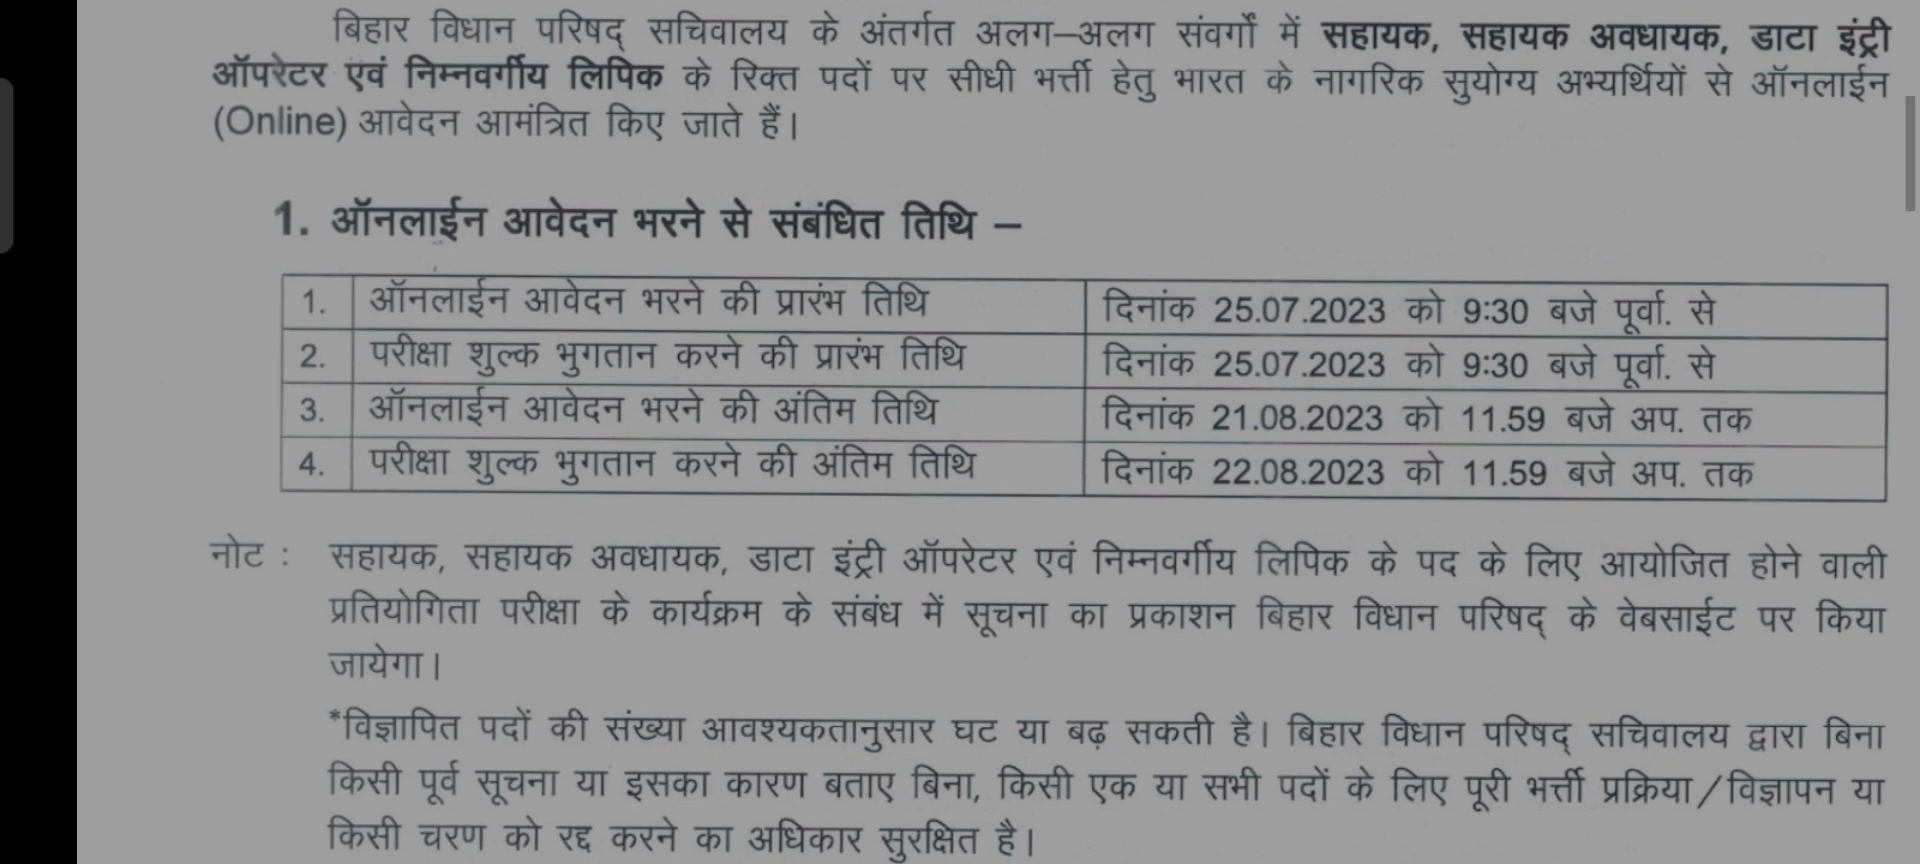 बिहार विधान परिषद् सचिवालय के अंतर्गत अलग–अलग संवर्गों में सहायक, सहायक अवधायक, डाटा इंट्री
ऑपरेटर एवं निम्नवर्गीय लिपिक के रिक्त पदों पर सीधी भर्त्ती हेतु भारत के नागरिक सुयोग्य अभ्यर्थियों से ऑनलाईन
(Online) आवेदन आमंत्रित किए जाते हैं।
1. ऑनलाईन आवेदन भरने से संबंधित तिथि –
1. ऑनलाईन आवेदन भरने की प्रारंभ तिथि दिनांक 25.07.2023 को 9:30 बजे पूर्वा. से
2. परीक्षा शुल्क भुगतान करने की प्रारंभ तिथि दिनांक 25.07.2023 को 9:30 बजे पूर्वा. से
3. ऑनलाईन आवेदन भरने की अंतिम तिथि दिनांक 21.08.2023 को 11.59 बजे अप. तक
4. परीक्षा शुल्क भुगतान करने की अंतिम तिथि दिनांक 22.08.2023 को 11.59 बजे अप. तक
नोट : सहायक, सहायक अवधायक, डाटा इंट्री ऑपरेटर एवं निम्नवर्गीय लिपिक के पद के लिए आयोजित होने वाली
प्रतियोगिता परीक्षा के कार्यक्रम के संबंध में सूचना का प्रकाशन बिहार विधान परिषद् के वेबसाईट पर किया
जायेगा।
*विज्ञापित पदों की संख्या आवश्यकतानुसार घट या बढ़ सकती है। बिहार विधान परिषद् सचिवालय द्वारा बिना
किसी पूर्व सूचना या इसका कारण बताए बिना, किसी एक या सभी पदों के लिए पूरी भर्त्ती प्रक्रिया/विज्ञापन या
किसी चरण को रद्द करने का अधिकार सुरक्षित है।